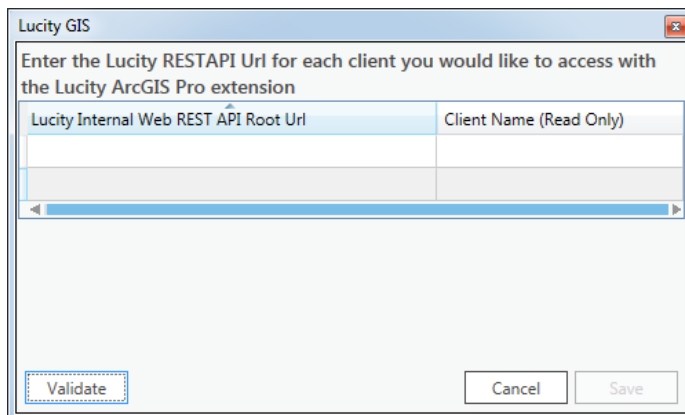 Lucity GIS
Enter the Lucity RESTAPI Url for each client you would like to access with
the Lucity ArcGIS Pro extension
Lucity Internal Web REST API Root Url Client Name (Read Only)
Validate Cancel Save